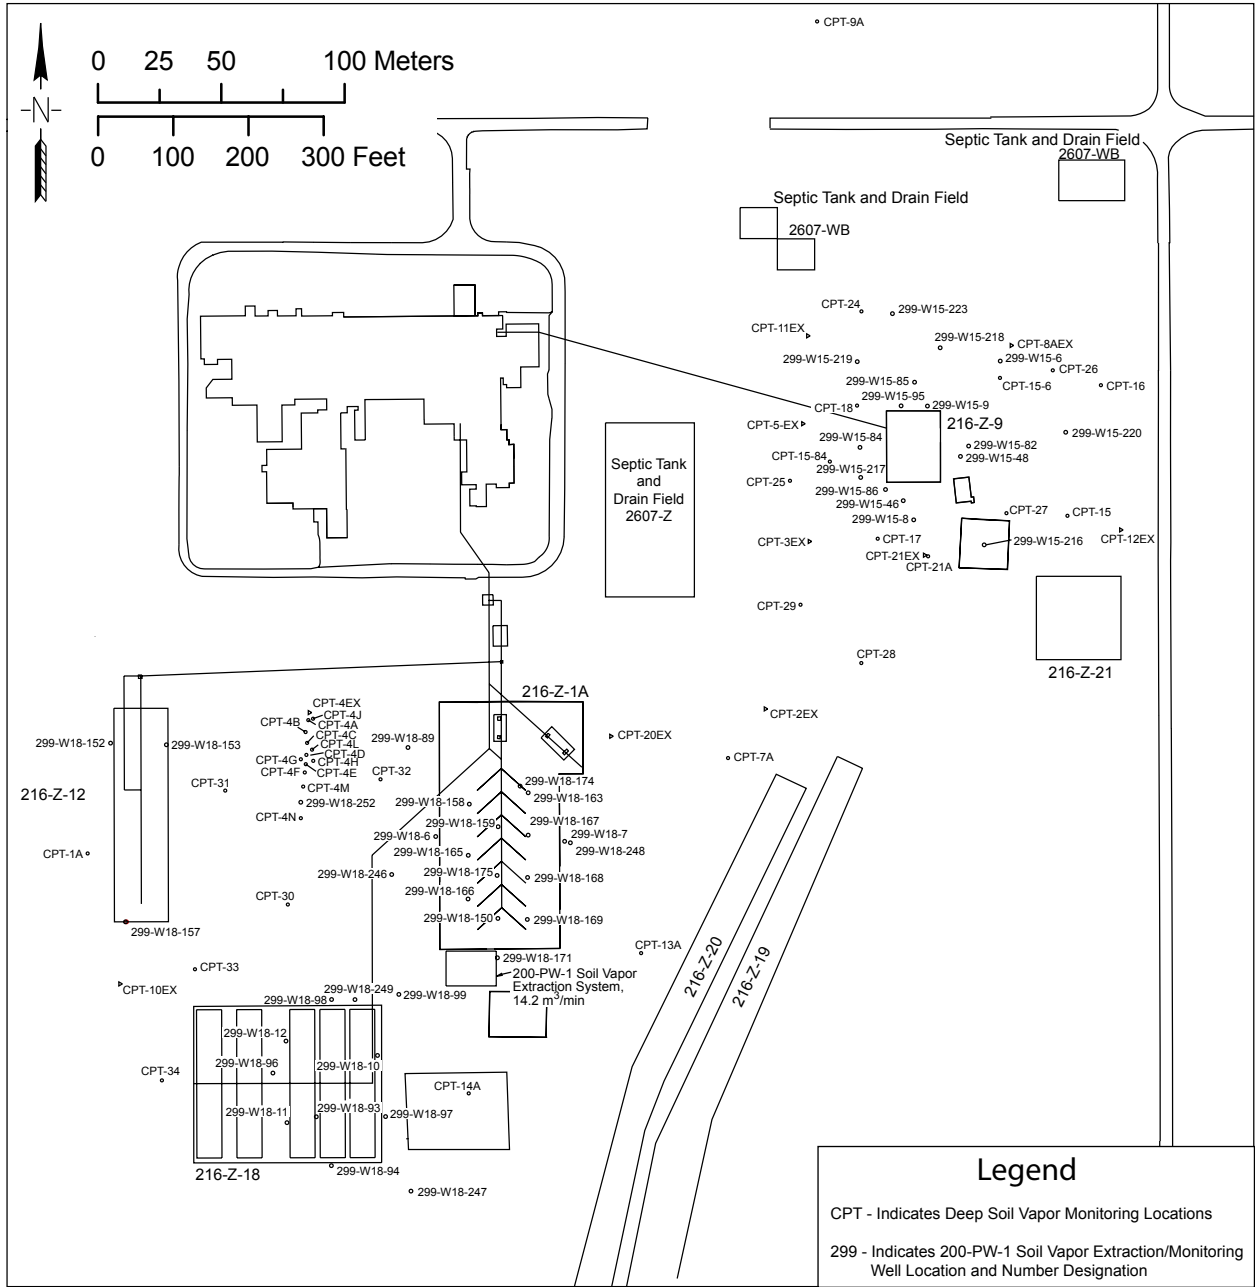 CPT-9A
0 25 50 100 Meters
N
0 100 200 300 Feet
Septic Tank and Drain Field
2607-WB
Septic Tank and Drain Field
2607-WB
CPT-24
299-W15-223
CPT-11EX
299-W15-218
CPT-8AEX
299-W15-219
299-W15-6
CPT-26
299-W15-85
CPT-15-6
CPT-16
299-W15-95
CPT-18
299-W15-9
CPT-5-EX
216-Z-9
299-W15-220
299-W15-84
299-W15-82
CPT-15-84
299-W15-48
299-W15-217
CPT-25
299-W15-86
299-W15-46
299-W15-8
CPT-27
CPT-15
CPT-3EX
CPT-17
299-W15-216
CPT-12EX
CPT-21EX
CPT-21A
Septic Tank
and
Drain Field
2607-Z
CPT-29
CPT-28
216-Z-21
216-Z-1A
CPT-4EX
CPT-4J
CPT-4B
CPT-4A
CPT-4C
CPT-4L
CPT-4D
CPT-4G
CPT-4H
CPT-4F
CPT-4E
CPT-4M
299-W18-252
CPT-4N
299-W18-89
CPT-32
CPT-2EX
CPT-20EX
CPT-7A
299-W18-152
299-W18-153
216-Z-12
CPT-31
CPT-1A
CPT-30
299-W18-157
299-W18-174
299-W18-163
299-W18-158
299-W18-159
299-W18-167
299-W18-6
299-W18-7
299-W18-248
299-W18-165
299-W18-246
299-W18-175
299-W18-168
299-W18-166
299-W18-150
299-W18-169
299-W18-171
200-PW-1 Soil Vapor
Extraction System,
14.2 m³/min
CPT-13A
216-Z-20
216-Z-19
CPT-33
CPT-10EX
299-W18-249
299-W18-98
299-W18-99
299-W18-12
299-W18-96
299-W18-10
CPT-34
CPT-14A
299-W18-11
299-W18-93
299-W18-97
216-Z-18
299-W18-94
299-W18-247
Legend
CPT - Indicates Deep Soil Vapor Monitoring Locations
299 - Indicates 200-PW-1 Soil Vapor Extraction/Monitoring
Well Location and Number Designation